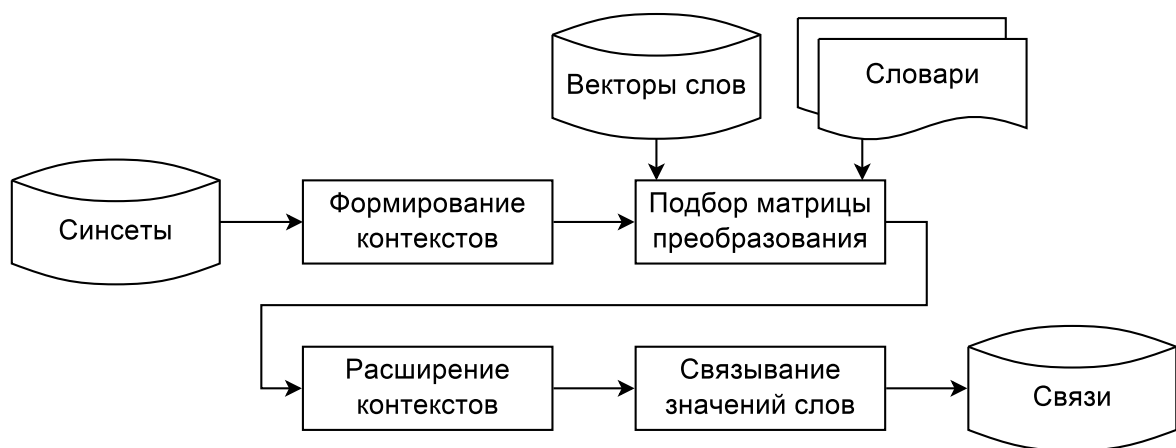 Векторы слов
Словари
Синсеты
Формирование
контекстов
Подбор матрицы
преобразования
Расширение
контекстов
Связывание
значений слов
Связи